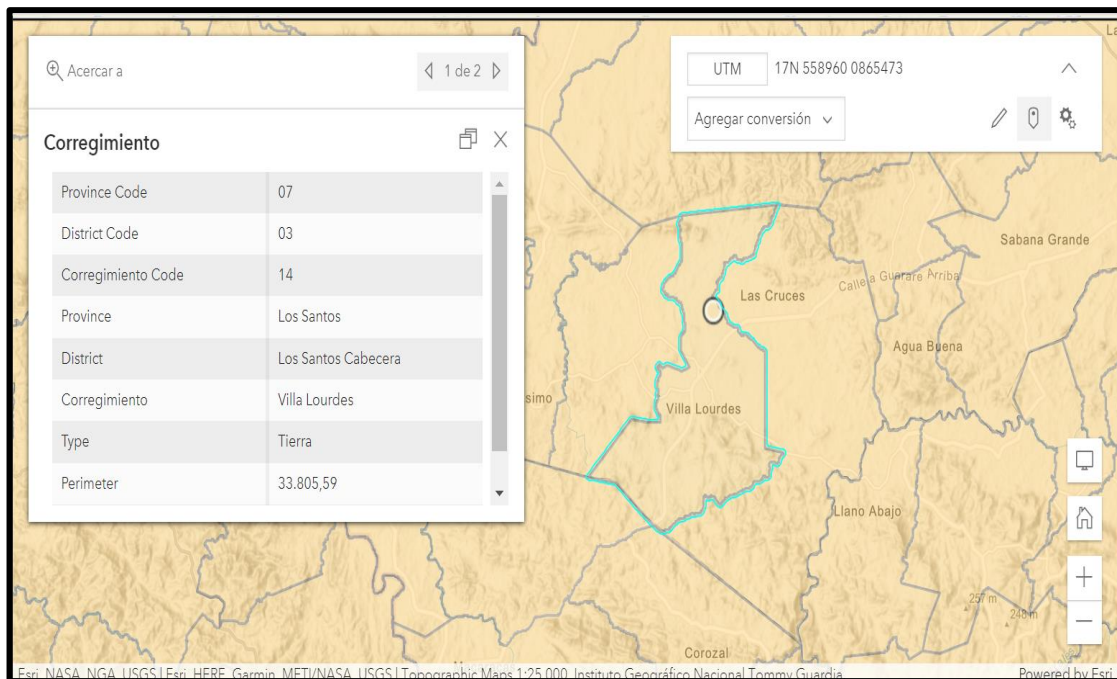 Acercar a
1 de 2
Corregimiento
Province Code 07
District Code 03
Corregimiento Code 14
Province Los Santos
District Los Santos Cabecera
Corregimiento Villa Lourdes
Type Tierra
Perimeter 33.805,59
UTM 17N 558960 0865473
Agregar conversión
La
Sabana Grande
Calle a Guarare Arriba
Las Cruces
Agua Buena
simo
Villa Lourdes
Llano Abajo
257 m
248 m
Corozal
Esri, NASA, NGA, USGS | Esri, HERE, Garmin, METI/NASA, USGS | Topographic Maps 1:25,000, Instituto Geográfico Nacional Tommy Guardia
Powered by Esri